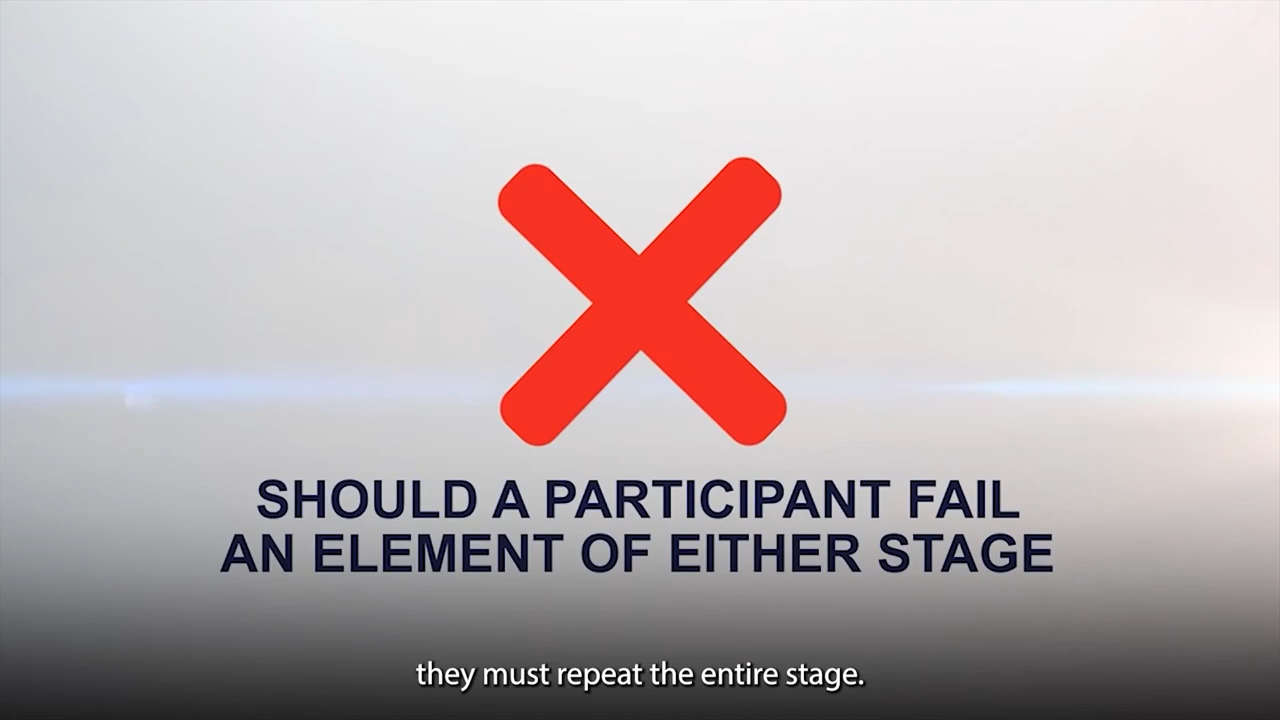 SHOULD A PARTICIPANT FAIL
AN ELEMENT OF EITHER STAGE
they must repeat the entire stage.